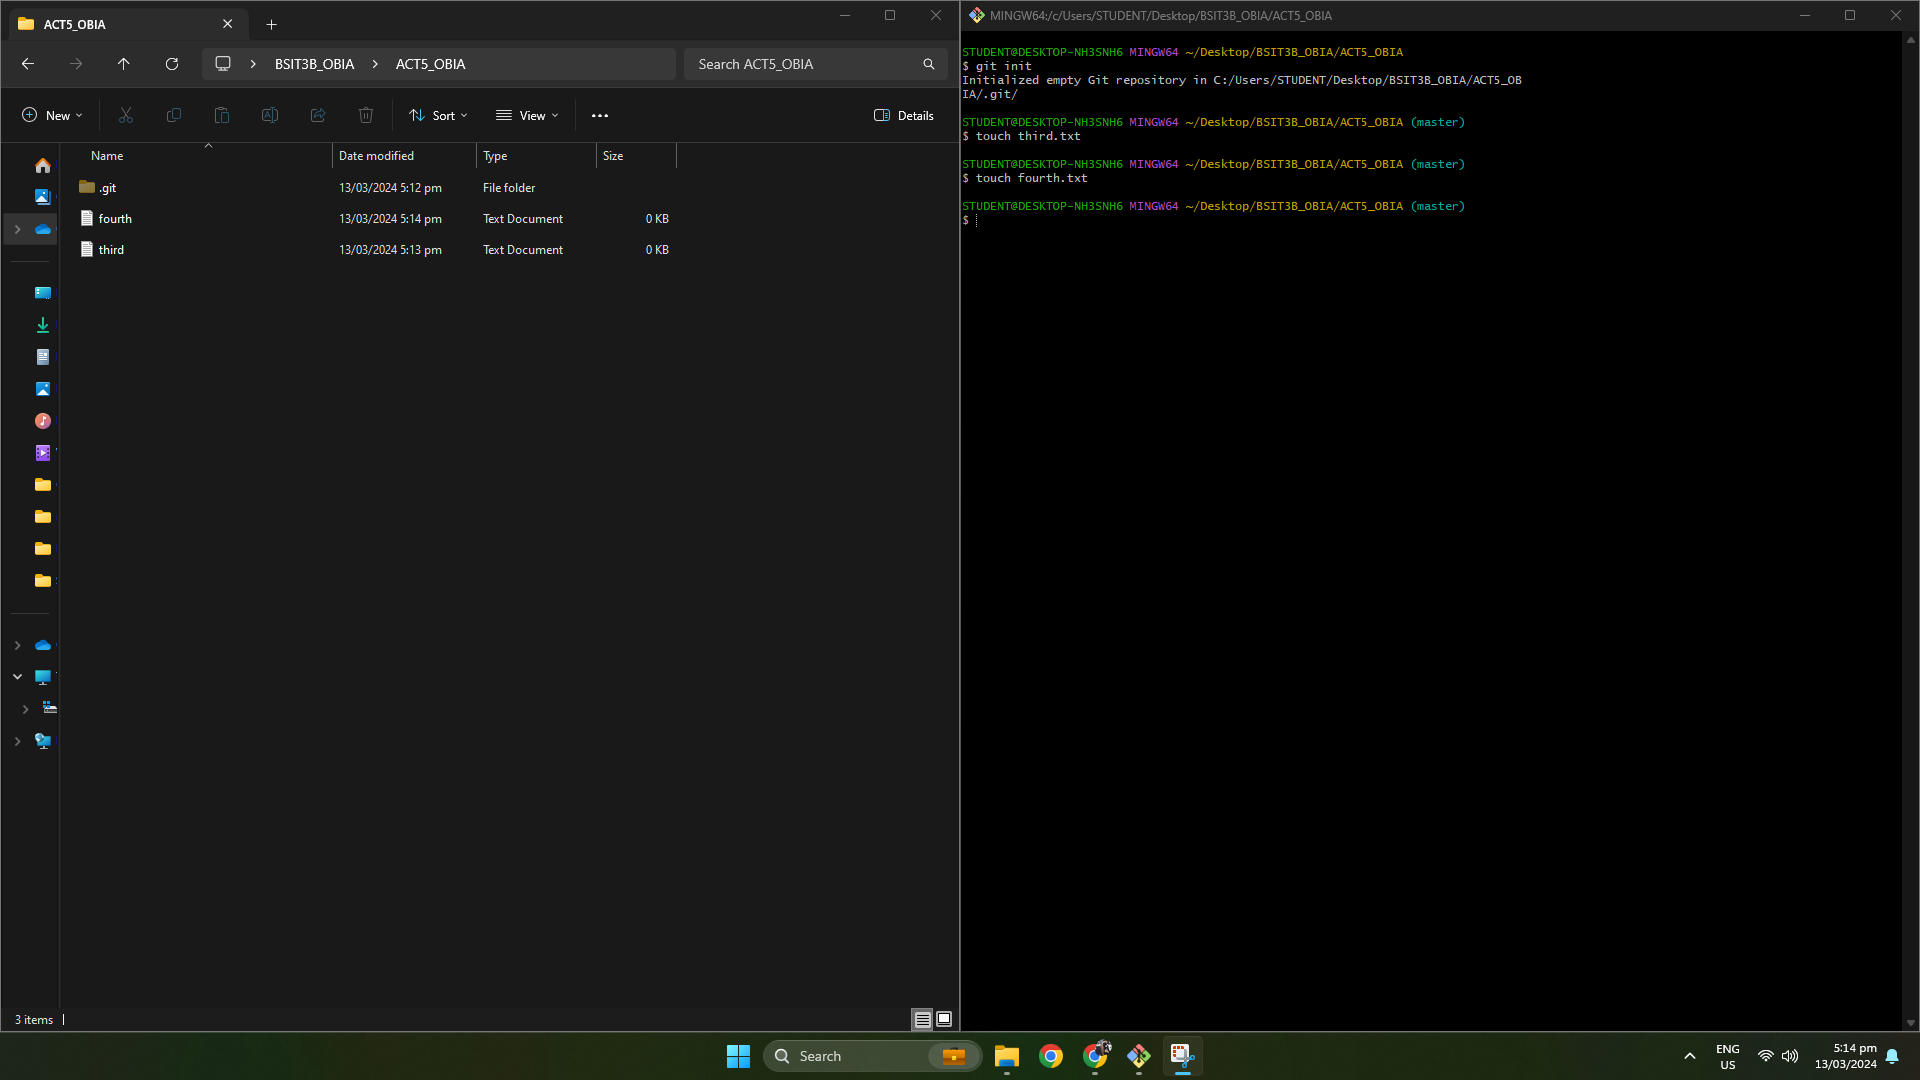 ACT5_OBIA
BSIT3B_OBIA > ACT5_OBIA
Search ACT5_OBIA
New
Sort
View
Details
Name Date modified Type Size
.git 13/03/2024 5:12 pm File folder
fourth 13/03/2024 5:14 pm Text Document 0 KB
third 13/03/2024 5:13 pm Text Document 0 KB
3 items
MINGW64:/c/Users/STUDENT/Desktop/BSIT3B_OBIA/ACT5_OBIA
STUDENT@DESKTOP-NH3SNH6 MINGW64 ~/Desktop/BSIT3B_OBIA/ACT5_OBIA
$ git init
Initialized empty Git repository in C:/Users/STUDENT/Desktop/BSIT3B_OBIA/ACT5_OB
IA/.git/
STUDENT@DESKTOP-NH3SNH6 MINGW64 ~/Desktop/BSIT3B_OBIA/ACT5_OBIA (master)
$ touch third.txt
STUDENT@DESKTOP-NH3SNH6 MINGW64 ~/Desktop/BSIT3B_OBIA/ACT5_OBIA (master)
$ touch fourth.txt
STUDENT@DESKTOP-NH3SNH6 MINGW64 ~/Desktop/BSIT3B_OBIA/ACT5_OBIA (master)
$
Search
ENG
US
5:14 pm
13/03/2024